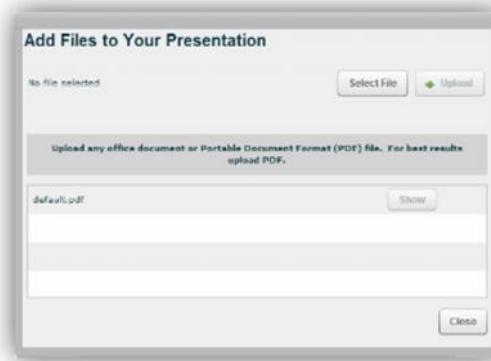 Add Files to Your Presentation
No file selected
Select File
Upload
Upload any office document or Portable Document Format (PDF) file. For best results
upload PDF.
default.pdf
Show
Close